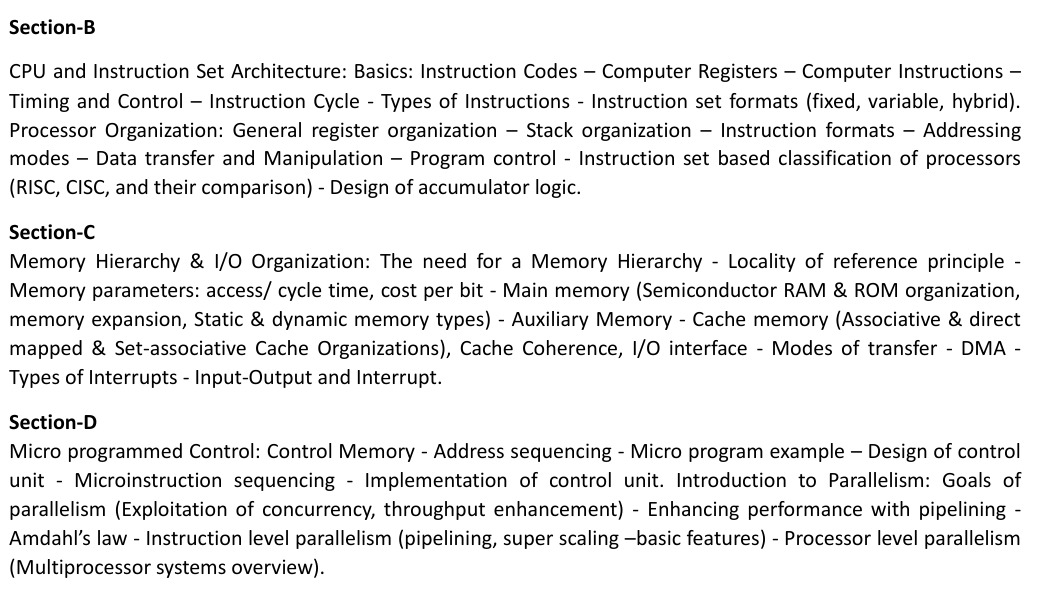 Section-B
CPU and Instruction Set Architecture: Basics: Instruction Codes – Computer Registers – Computer Instructions –
Timing and Control – Instruction Cycle - Types of Instructions - Instruction set formats (fixed, variable, hybrid).
Processor Organization: General register organization – Stack organization – Instruction formats – Addressing
modes – Data transfer and Manipulation – Program control - Instruction set based classification of processors
(RISC, CISC, and their comparison) - Design of accumulator logic.
Section-C
Memory Hierarchy & I/O Organization: The need for a Memory Hierarchy - Locality of reference principle -
Memory parameters: access/ cycle time, cost per bit - Main memory (Semiconductor RAM & ROM organization,
memory expansion, Static & dynamic memory types) - Auxiliary Memory - Cache memory (Associative & direct
mapped & Set-associative Cache Organizations), Cache Coherence, I/O interface - Modes of transfer - DMA -
Types of Interrupts - Input-Output and Interrupt.
Section-D
Micro programmed Control: Control Memory - Address sequencing - Micro program example – Design of control
unit - Microinstruction sequencing - Implementation of control unit. Introduction to Parallelism: Goals of
parallelism (Exploitation of concurrency, throughput enhancement) - Enhancing performance with pipelining -
Amdahl’s law - Instruction level parallelism (pipelining, super scaling –basic features) - Processor level parallelism
(Multiprocessor systems overview).